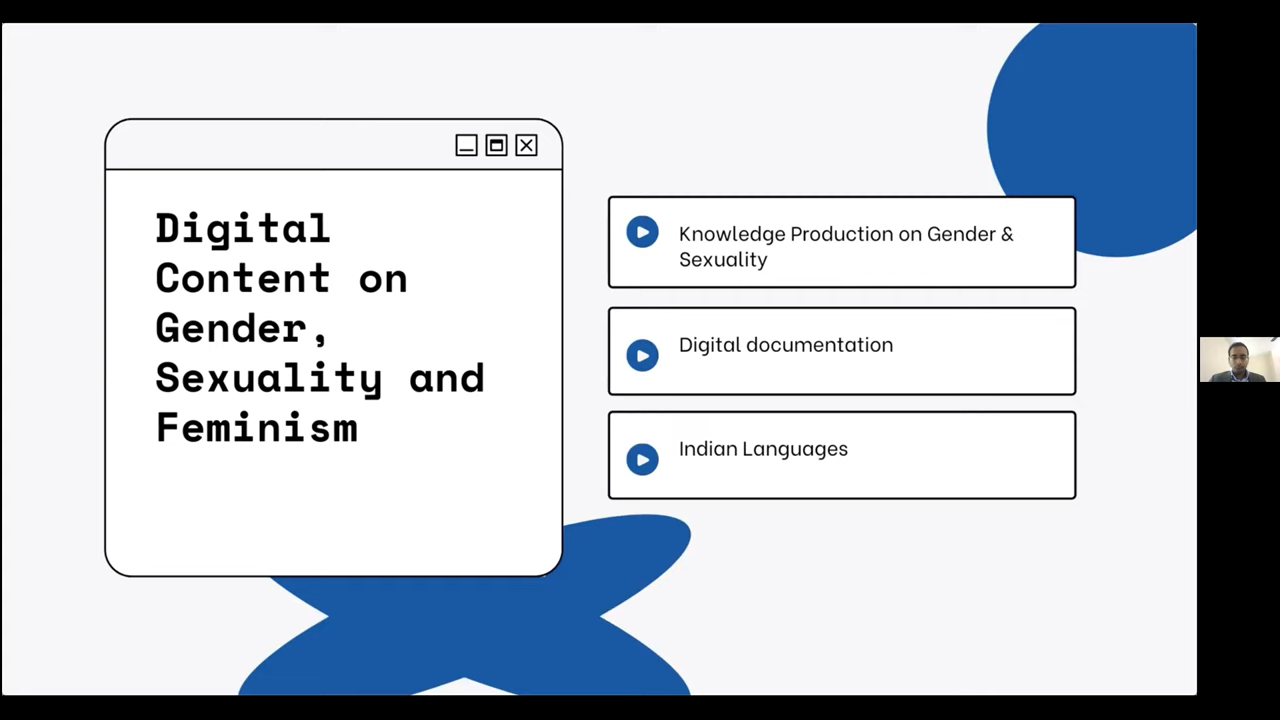 Digital
Content on
Gender,
Sexuality and
Feminism
Knowledge Production on Gender &
Sexuality
Digital documentation
Indian Languages